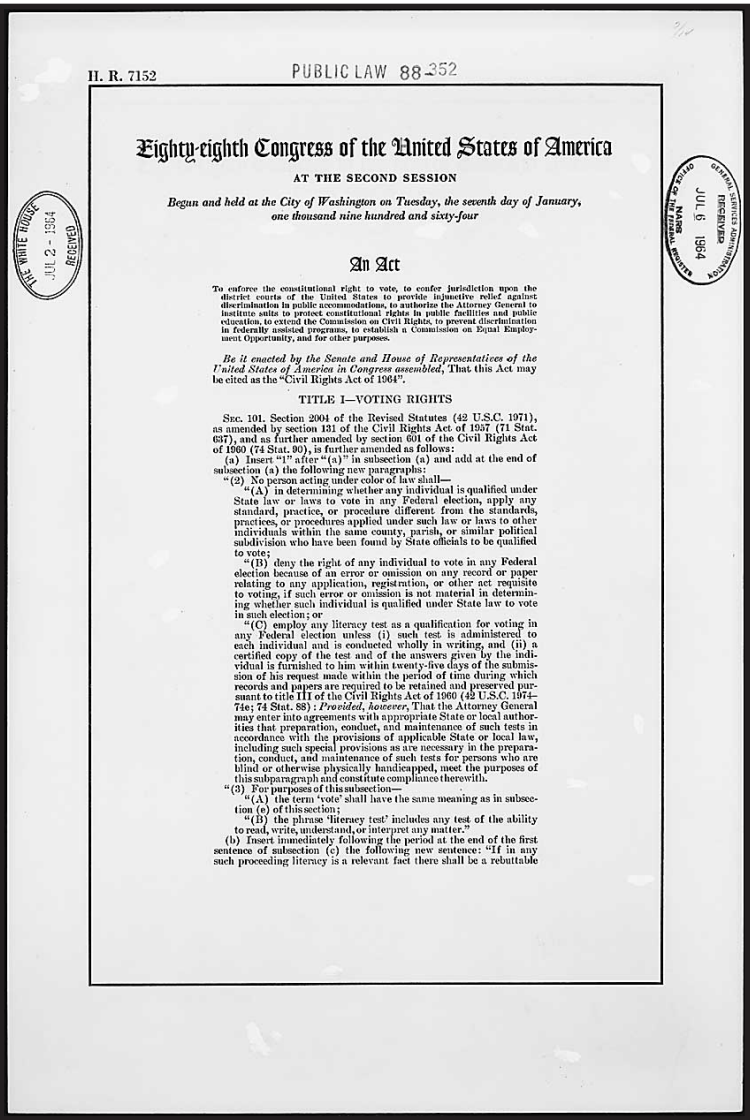 H. R. 7152
PUBLIC LAW 88-352
Eighty-eighth Congress of the United States of America
AT THE SECOND SESSION
Begun and held at the City of Washington on Tuesday, the seventh day of January,
one thousand nine hundred and sixty-four
THE WHITE HOUSE
JUL 2 - 1964
RECEIVED
GENERAL SERVICES ADMINISTRATION
RECEIVED
JUL 6 1964
NARS
OFFICE OF THE FEDERAL REGISTER
An Act
To enforce the constitutional right to vote, to confer jurisdiction upon the
district courts of the United States to provide injunctive relief against
discrimination in public accommodations, to authorize the Attorney General to
institute suits to protect constitutional rights in public facilities and public
education, to extend the Commission on Civil Rights, to prevent discrimination
in federally assisted programs, to establish a Commission on Equal Employ-
ment Opportunity, and for other purposes.
Be it enacted by the Senate and House of Representatives of the
United States of America in Congress assembled, That this Act may
be cited as the “Civil Rights Act of 1964”.
TITLE I—VOTING RIGHTS
SEC. 101. Section 2004 of the Revised Statutes (42 U.S.C. 1971),
as amended by section 131 of the Civil Rights Act of 1957 (71 Stat.
637), and as further amended by section 601 of the Civil Rights Act
of 1960 (74 Stat. 90), is further amended as follows:
(a) Insert “1” after “(a)” in subsection (a) and add at the end of
subsection (a) the following new paragraphs:
“(2) No person acting under color of law shall—
“(A) in determining whether any individual is qualified under
State law or laws to vote in any Federal election, apply any
standard, practice, or procedure different from the standards,
practices, or procedures applied under such law or laws to other
individuals within the same county, parish, or similar political
subdivision who have been found by State officials to be qualified
to vote;
“(B) deny the right of any individual to vote in any Federal
election because of an error or omission on any record or paper
relating to any application, registration, or other act requisite
to voting, if such error or omission is not material in determin-
ing whether such individual is qualified under State law to vote
in such election; or
“(C) employ any literacy test as a qualification for voting in
any Federal election unless (i) such test is administered to
each individual and is conducted wholly in writing, and (ii) a
certified copy of the test and of the answers given by the indi-
vidual is furnished to him within twenty-five days of the submis-
sion of his request made within the period of time during which
records and papers are required to be retained and preserved pur-
suant to title III of the Civil Rights Act of 1960 (42 U.S.C. 1974–
74e; 74 Stat. 88): Provided, however, That the Attorney General
may enter into agreements with appropriate State or local author-
ities that preparation, conduct, and maintenance of such tests in
accordance with the provisions of applicable State or local law,
including such special provisions as are necessary in the prepara-
tion, conduct, and maintenance of such tests for persons who are
blind or otherwise physically handicapped, meet the purposes of
this subparagraph and constitute compliance therewith.
“(3) For purposes of this subsection—
“(A) the term ‘vote’ shall have the same meaning as in subsec-
tion (e) of this section;
“(B) the phrase ‘literacy test’ includes any test of the ability
to read, write, understand, or interpret any matter.”
(b) Insert immediately following the period at the end of the first
sentence of subsection (c) the following new sentence: “If in any
such proceeding literacy is a relevant fact there shall be a rebuttable